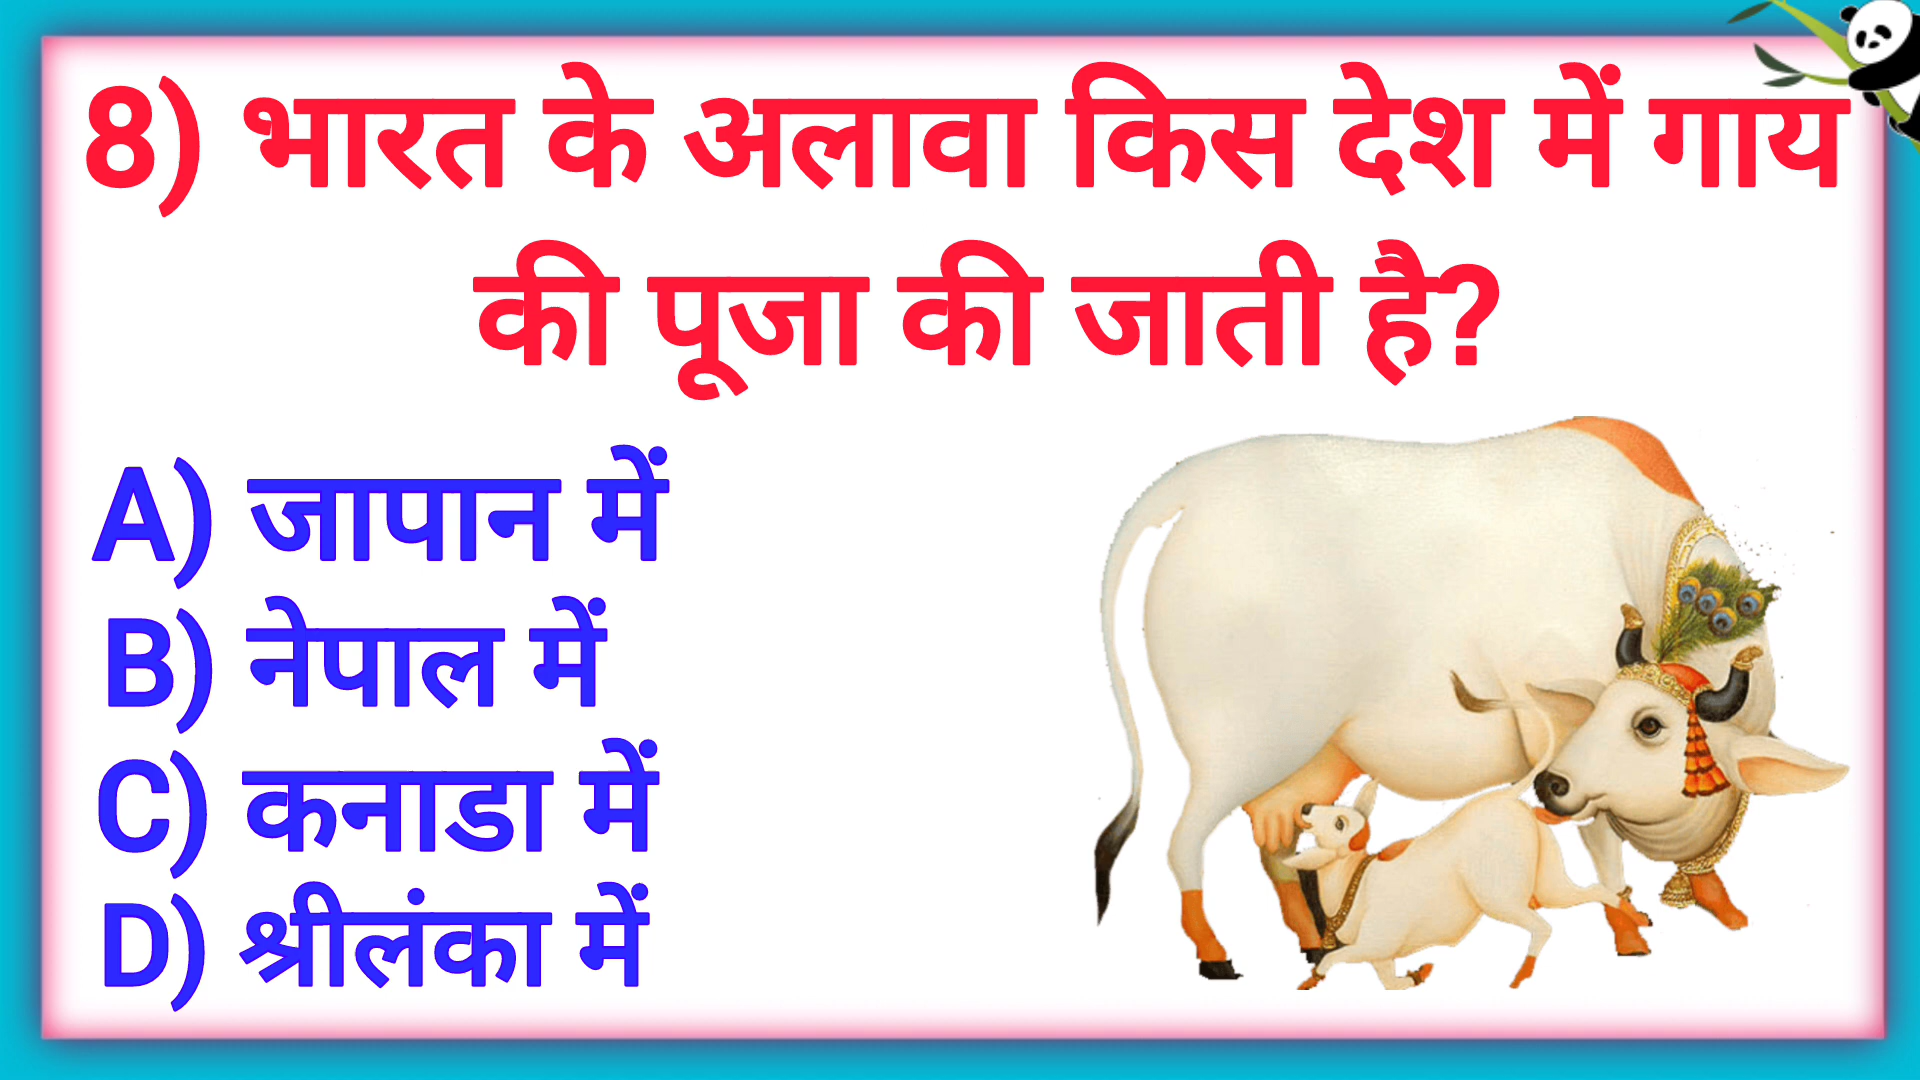 8) भारत के अलावा किस देश में गाय
की पूजा की जाती है?
A) जापान में
B) नेपाल में
C) कनाडा में
D) श्रीलंका में